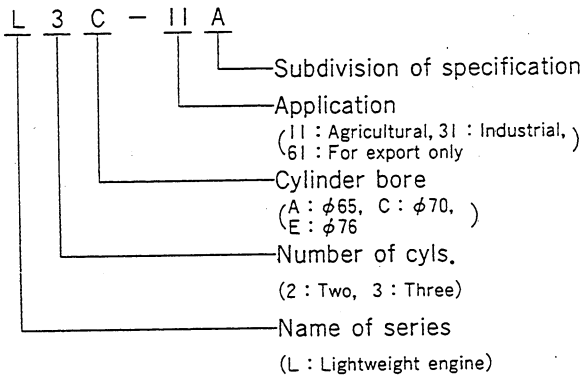 L 3 C - 11 A
Subdivision of specification
Application
(11 : Agricultural, 31 : Industrial,
61 : For export only)
Cylinder bore
(A : φ65, C : φ70,
E : φ76)
Number of cyls.
(2 : Two, 3 : Three)
Name of series
(L : Lightweight engine)